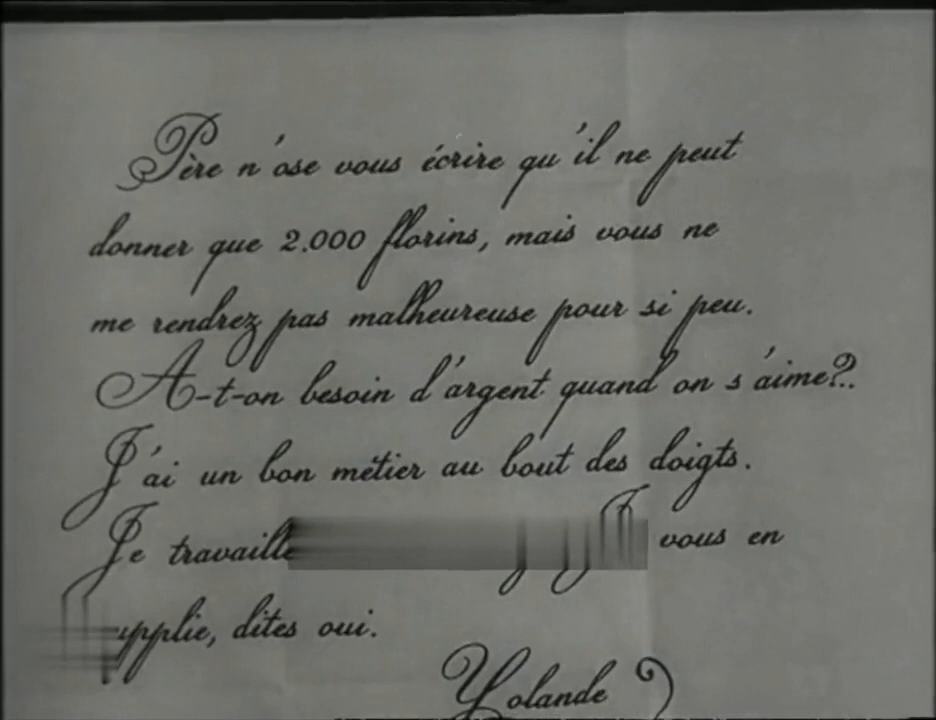 Père n'ose vous écrire qu'il ne peut
donner que 2.000 florins, mais vous ne
me rendrez pas malheureuse pour si peu.
A-t-on besoin d'argent quand on s'aime?..
J'ai un bon métier au bout des doigts.
Je vous en
dites oui.
Yolande